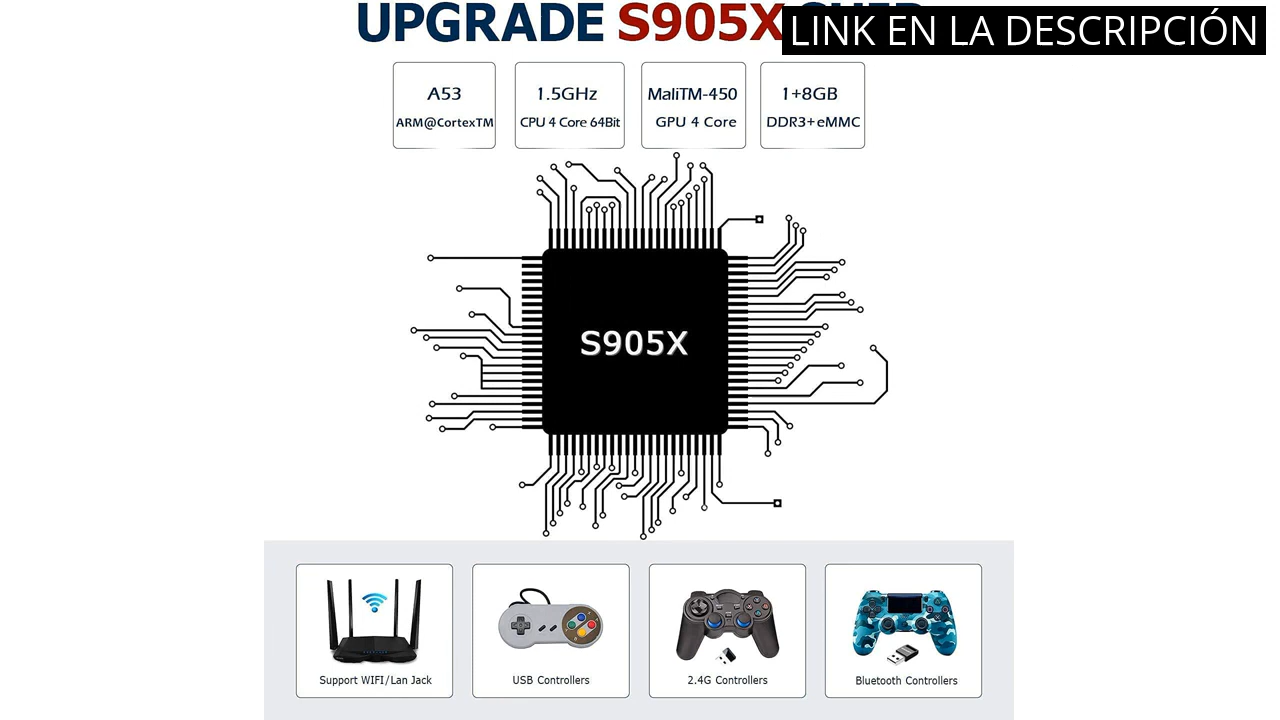 UPGRADE S905X
LINK EN LA DESCRIPCIÓN
A53
ARM@CortexTM
1.5GHz
CPU 4 Core 64Bit
MaliTM-450
GPU 4 Core
1+8GB
DDR3+eMMC
S905X
Support WIFI/Lan Jack
USB Controllers
2.4G Controllers
Bluetooth Controllers